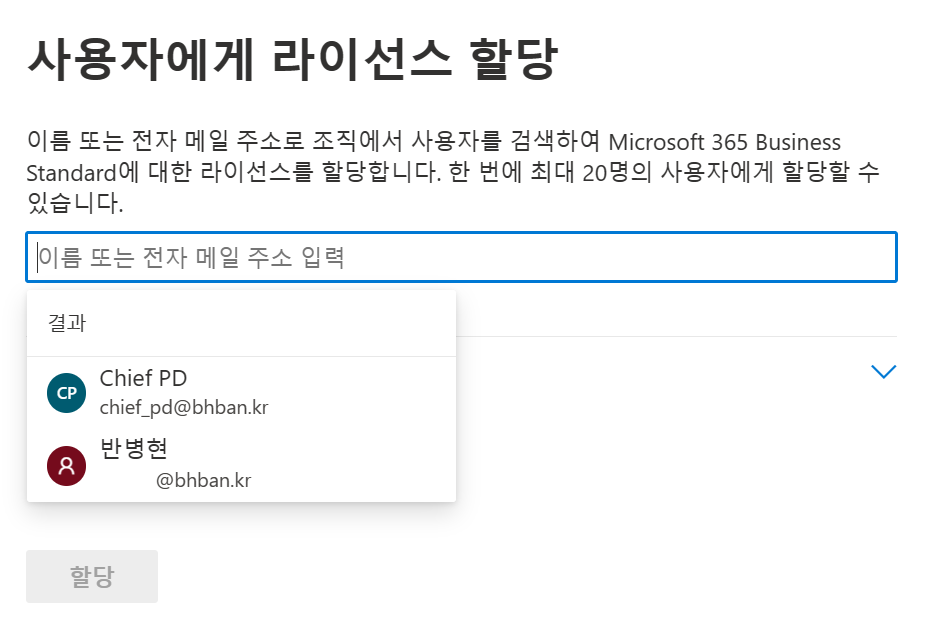 사용자에게 라이선스 할당
이름 또는 전자 메일 주소로 조직에서 사용자를 검색하여 Microsoft 365 Business
Standard에 대한 라이선스를 할당합니다. 한 번에 최대 20명의 사용자에게 할당할 수
있습니다.
이름 또는 전자 메일 주소 입력
결과
CP
Chief PD
chief_pd@bhban.kr
반병현
@bhban.kr
할당